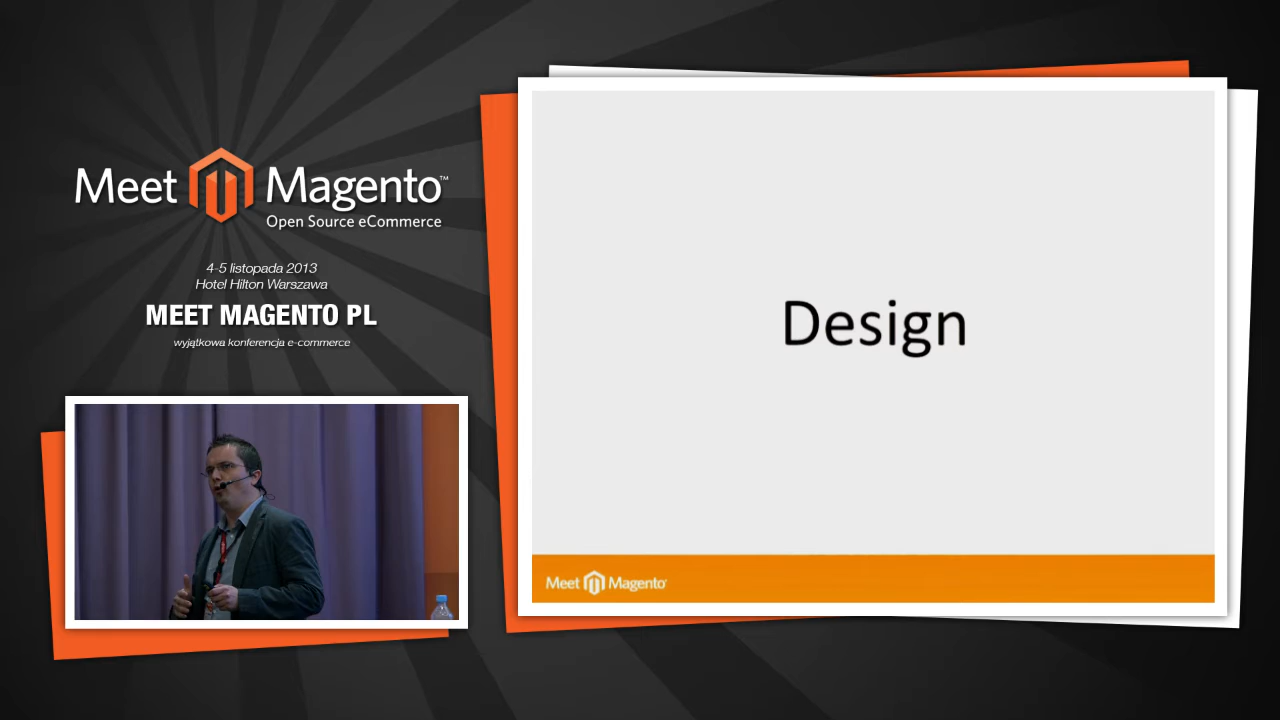 Meet Magento™
Open Source eCommerce
4-5 listopada 2013
Hotel Hilton Warszawa
MEET MAGENTO PL
wyjątkowa konferencja e-commerce
Design
Meet Magento